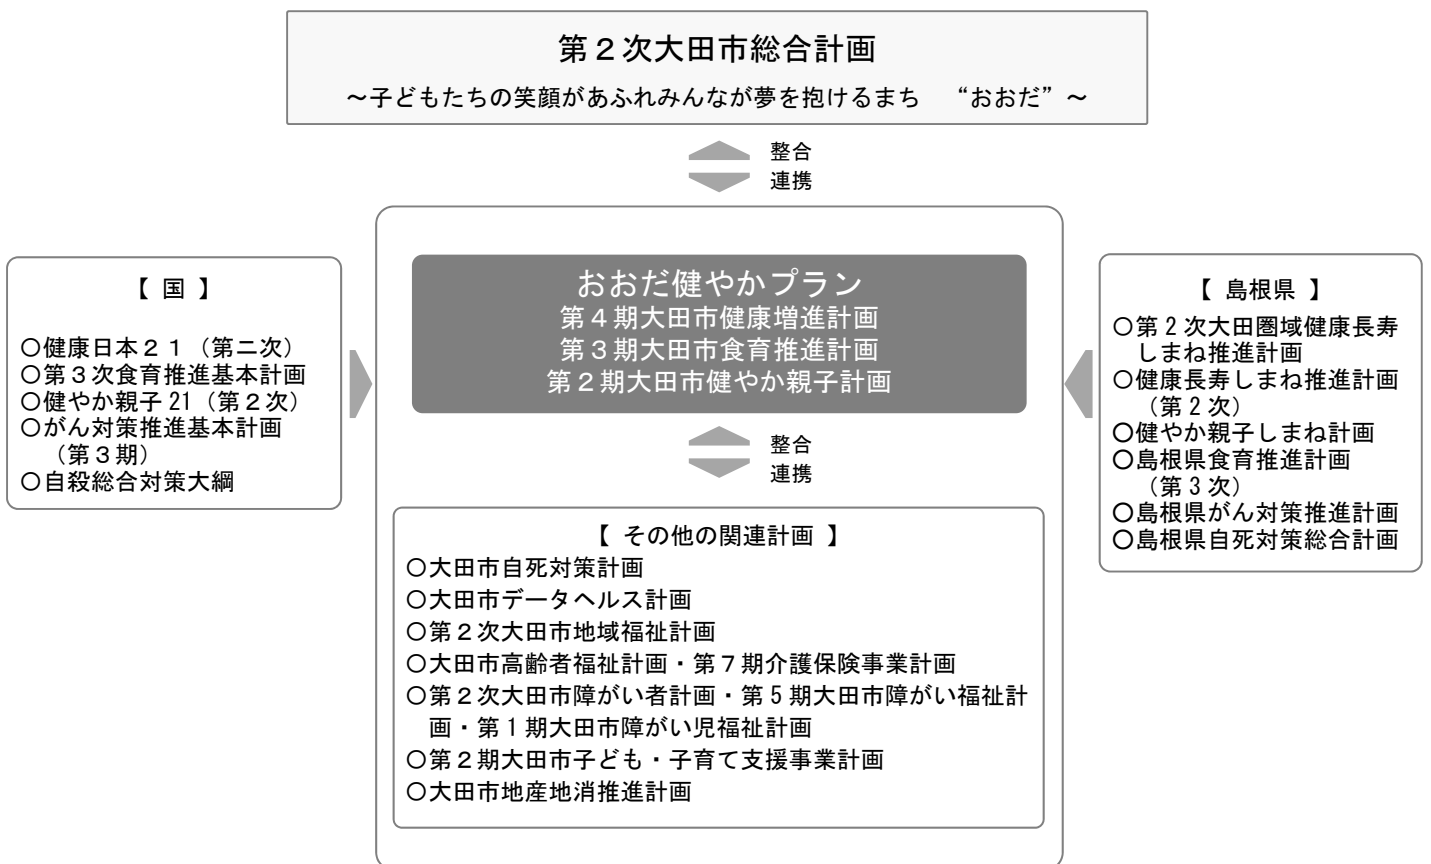 第２次大田市総合計画
～子どもたちの笑顔があふれみんなが夢を抱けるまち　“おおだ”～
整合
連携
【 国 】
○健康日本２１（第二次）
○第３次食育推進基本計画
○健やか親子21（第２次）
○がん対策推進基本計画
（第３期）
○自殺総合対策大綱
おおだ健やかプラン
第４期大田市健康増進計画
第３期大田市食育推進計画
第２期大田市健やか親子計画
整合
連携
【 その他の関連計画 】
○大田市自死対策計画
○大田市データヘルス計画
○第２次大田市地域福祉計画
○大田市高齢者福祉計画・第７期介護保険事業計画
○第２次大田市障がい者計画・第5期大田市障がい福祉計
画・第1期大田市障がい児福祉計画
○第２期大田市子ども・子育て支援事業計画
○大田市地産地消推進計画
【 島根県 】
○第2次大田圏域健康長寿
しまね推進計画
○健康長寿しまね推進計画
（第2次）
○健やか親子しまね計画
○島根県食育推進計画
（第3次）
○島根県がん対策推進計画
○島根県自死対策総合計画